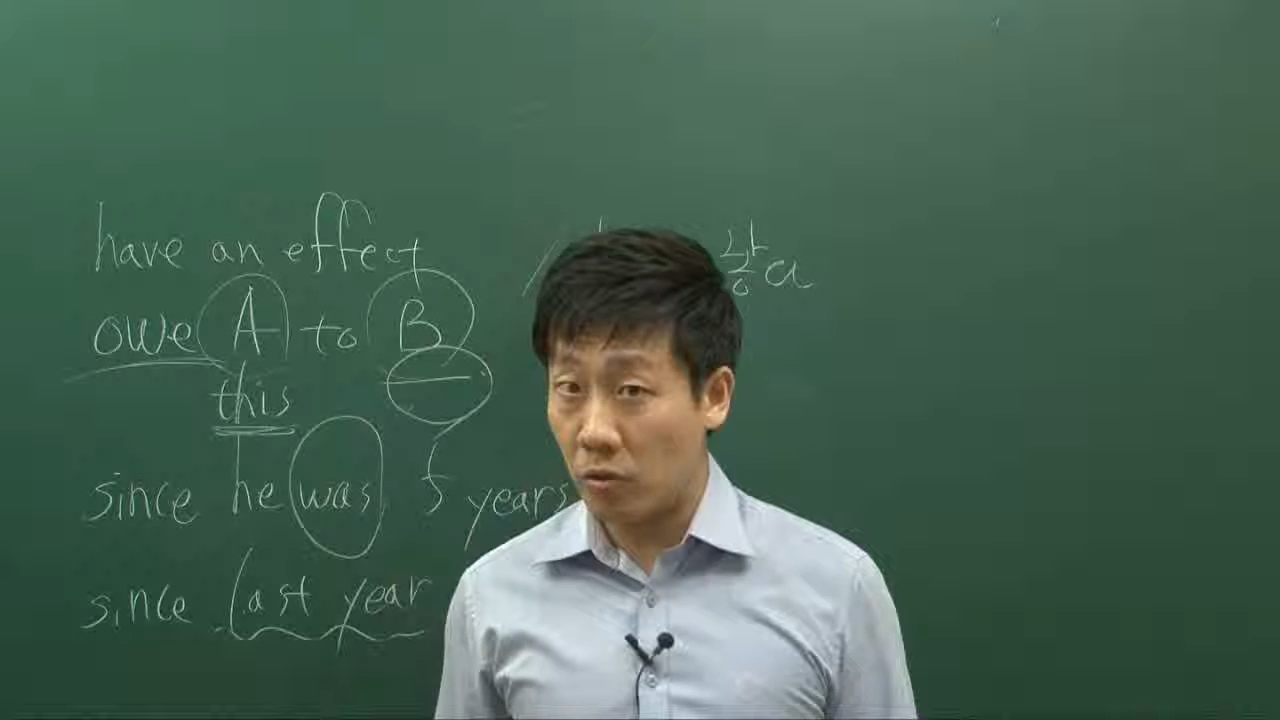 have an effect
owe A to B
this
since he was 5 years
since last year